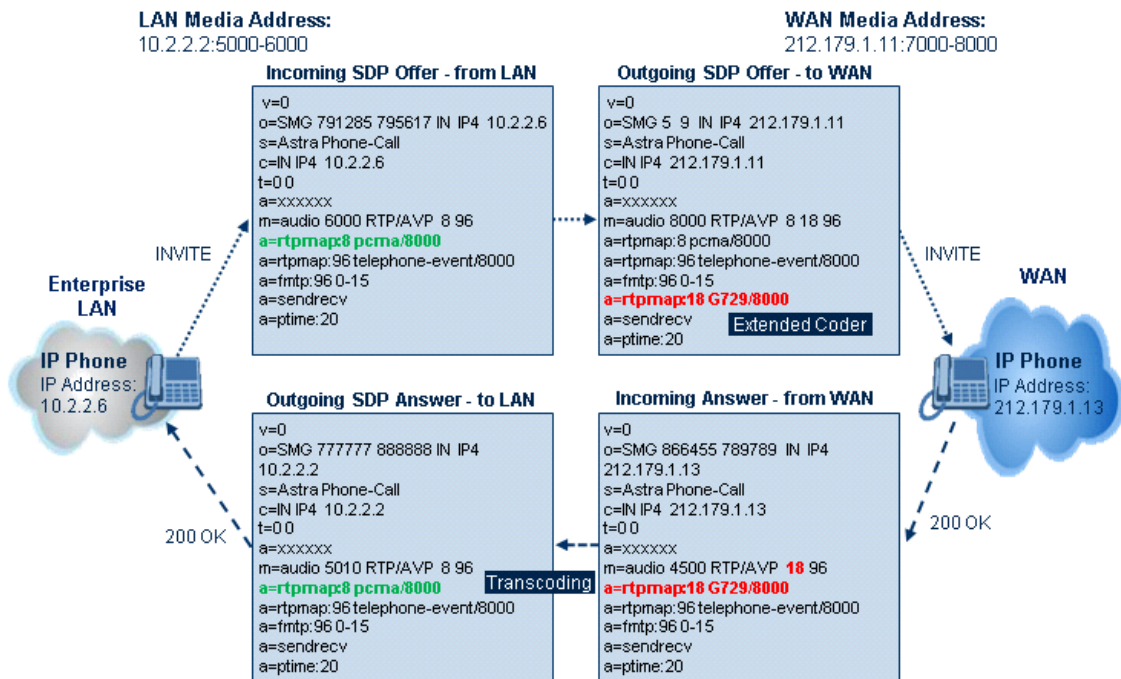 LAN Media Address:
10.2.2.2:5000-6000
WAN Media Address:
212.179.1.11:7000-8000
Incoming SDP Offer - from LAN
v=0
o=SMG 791285 795617 IN IP4 10.2.2.6
s=Astra Phone-Call
c=IN IP4 10.2.2.6
t=0 0
a=xxxxxx
m=audio 6000 RTP/AVP 8 96
a=rtpmap:8 pcma/8000
a=rtpmap:96 telephone-event/8000
a=fmtp:96 0-15
a=sendrecv
a=ptime:20
Outgoing SDP Offer - to WAN
v=0
o=SMG 5 9 IN IP4 212.179.1.11
s=Astra Phone-Call
c=IN IP4 212.179.1.11
t=0 0
a=xxxxxx
m=audio 8000 RTP/AVP 8 18 96
a=rtpmap:8 pcma/8000
a=rtpmap:96 telephone-event/8000
a=fmtp:96 0-15
a=rtpmap:18 G729/8000
a=sendrecv
Extended Coder
a=ptime:20
INVITE
INVITE
Enterprise
LAN
IP Phone
IP Address:
10.2.2.6
WAN
IP Phone
IP Address:
212.179.1.13
Outgoing SDP Answer - to LAN
v=0
o=SMG 777777 888888 IN IP4
10.2.2.2
s=Astra Phone-Call
c=IN IP4 10.2.2.2
t=0 0
a=xxxxxx
m=audio 5010 RTP/AVP 8 96
a=rtpmap:8 pcma/8000
a=rtpmap:96 telephone-event/8000
a=fmtp:96 0-15
a=sendrecv
a=ptime:20
Transcoding
Incoming Answer - from WAN
v=0
o=SMG 866455 789789 IN IP4
212.179.1.13
s=Astra Phone-Call
c=IN IP4 212.179.1.13
t=0 0
a=xxxxxx
m=audio 4500 RTP/AVP 18 96
a=rtpmap:18 G729/8000
a=rtpmap:96 telephone-event/8000
a=fmtp:96 0-15
a=sendrecv
a=ptime:20
200 OK
200 OK